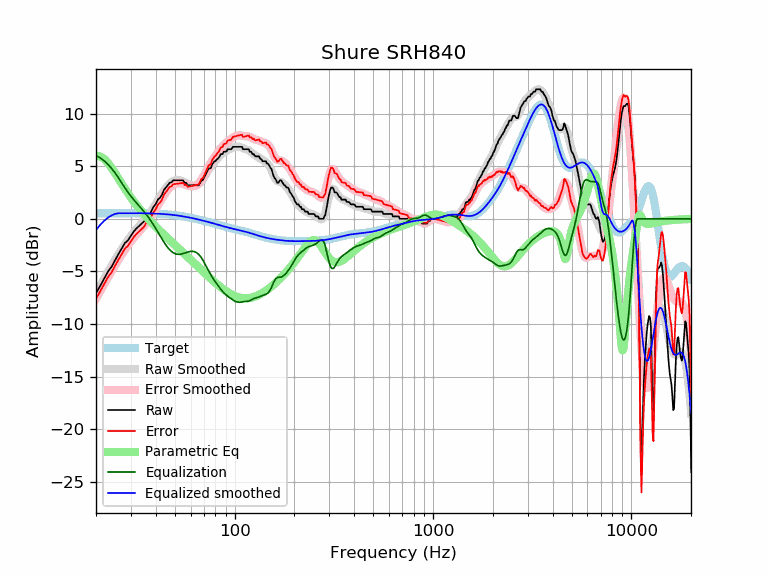 Shure SRH840
Amplitude (dBr)
10
5
0
−5
−10
−15
−20
−25
Target
Raw Smoothed
Error Smoothed
Raw
Error
Parametric Eq
Equalization
Equalized smoothed
100 1000 10000
Frequency (Hz)